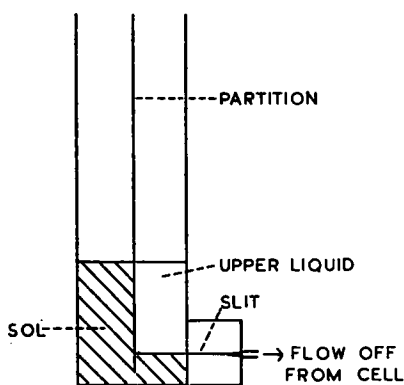 PARTITION
UPPER LIQUID
SLIT
SOL
FLOW OFF
FROM CELL